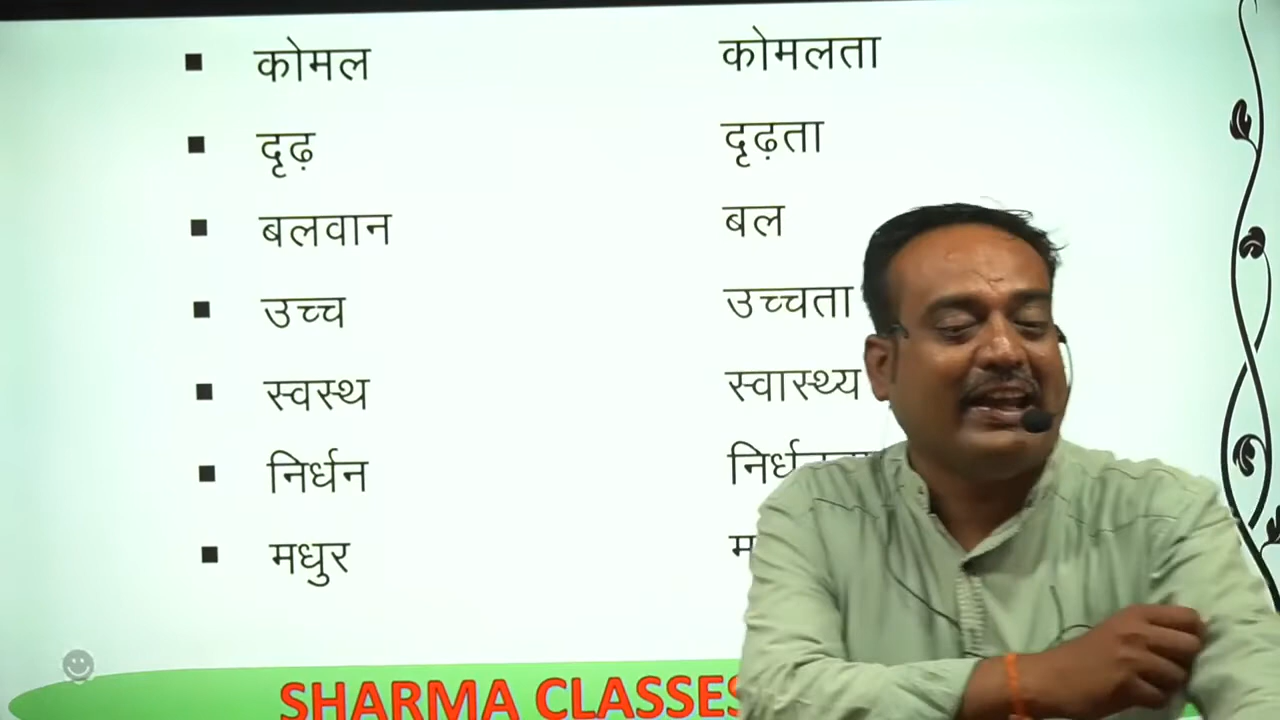 कोमल कोमलता
दृढ़ दृढ़ता
बलवान बल
उच्च उच्चता
स्वस्थ स्वास्थ्य
निर्धन
मधुर
SHARMA CLASSES